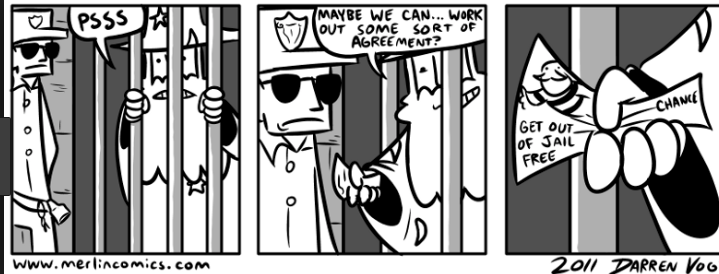 PSSS
MAYBE WE CAN... WORK
OUT SOME SORT OF
AGREEMENT?
CHANCE
GET OUT
OF JAIL
FREE
www.merlincomics.com
2011 DARREN VOG